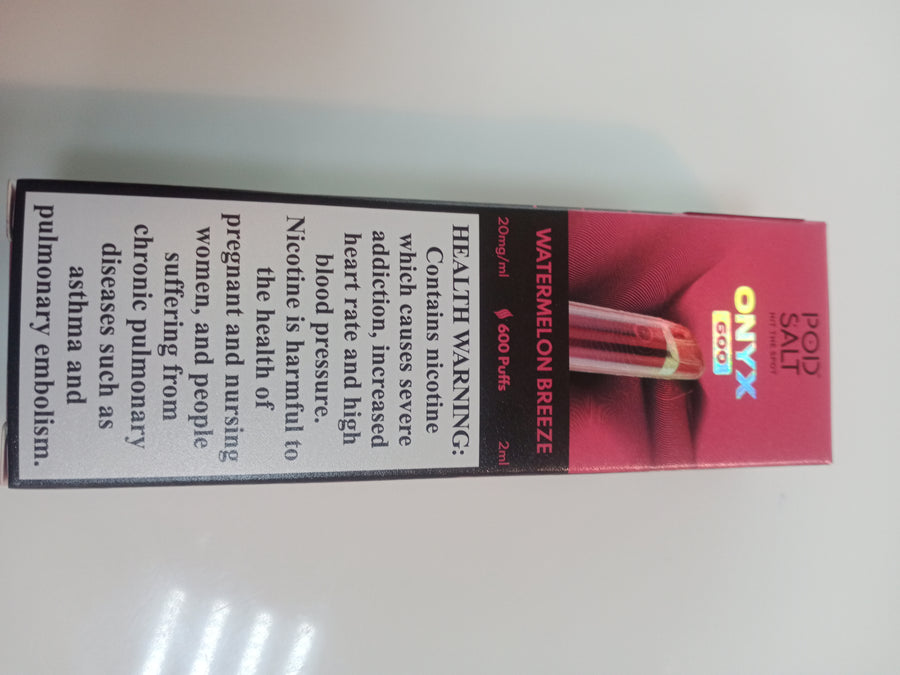 POD
SALT
HIT THE SPOT
ONYX
600
WATERMELON BREEZE
20mg/ml 600 Puffs 2ml
HEALTH WARNING:
Contains nicotine
which causes severe
addiction, increased
heart rate and high
blood pressure.
Nicotine is harmful to
the health of
pregnant and nursing
women, and people
suffering from
chronic pulmonary
diseases such as
asthma and
pulmonary embolism.